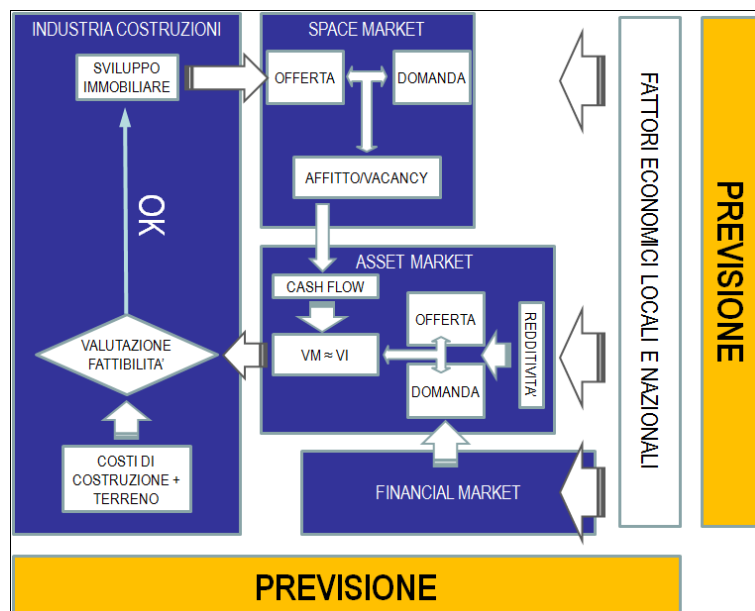 INDUSTRIA COSTRUZIONI
SPACE MARKET
SVILUPPO
IMMOBILIARE
OFFERTA
DOMANDA
AFFITTO/VACANCY
OK
ASSET MARKET
CASH FLOW
OFFERTA
REDDITIVITA'
VALUTAZIONE
FATTIBILITA'
VM ≈ VI
DOMANDA
COSTI DI
COSTRUZIONE +
TERRENO
FINANCIAL MARKET
FATTORI ECONOMICI LOCALI E NAZIONALI
PREVISIONE
PREVISIONE